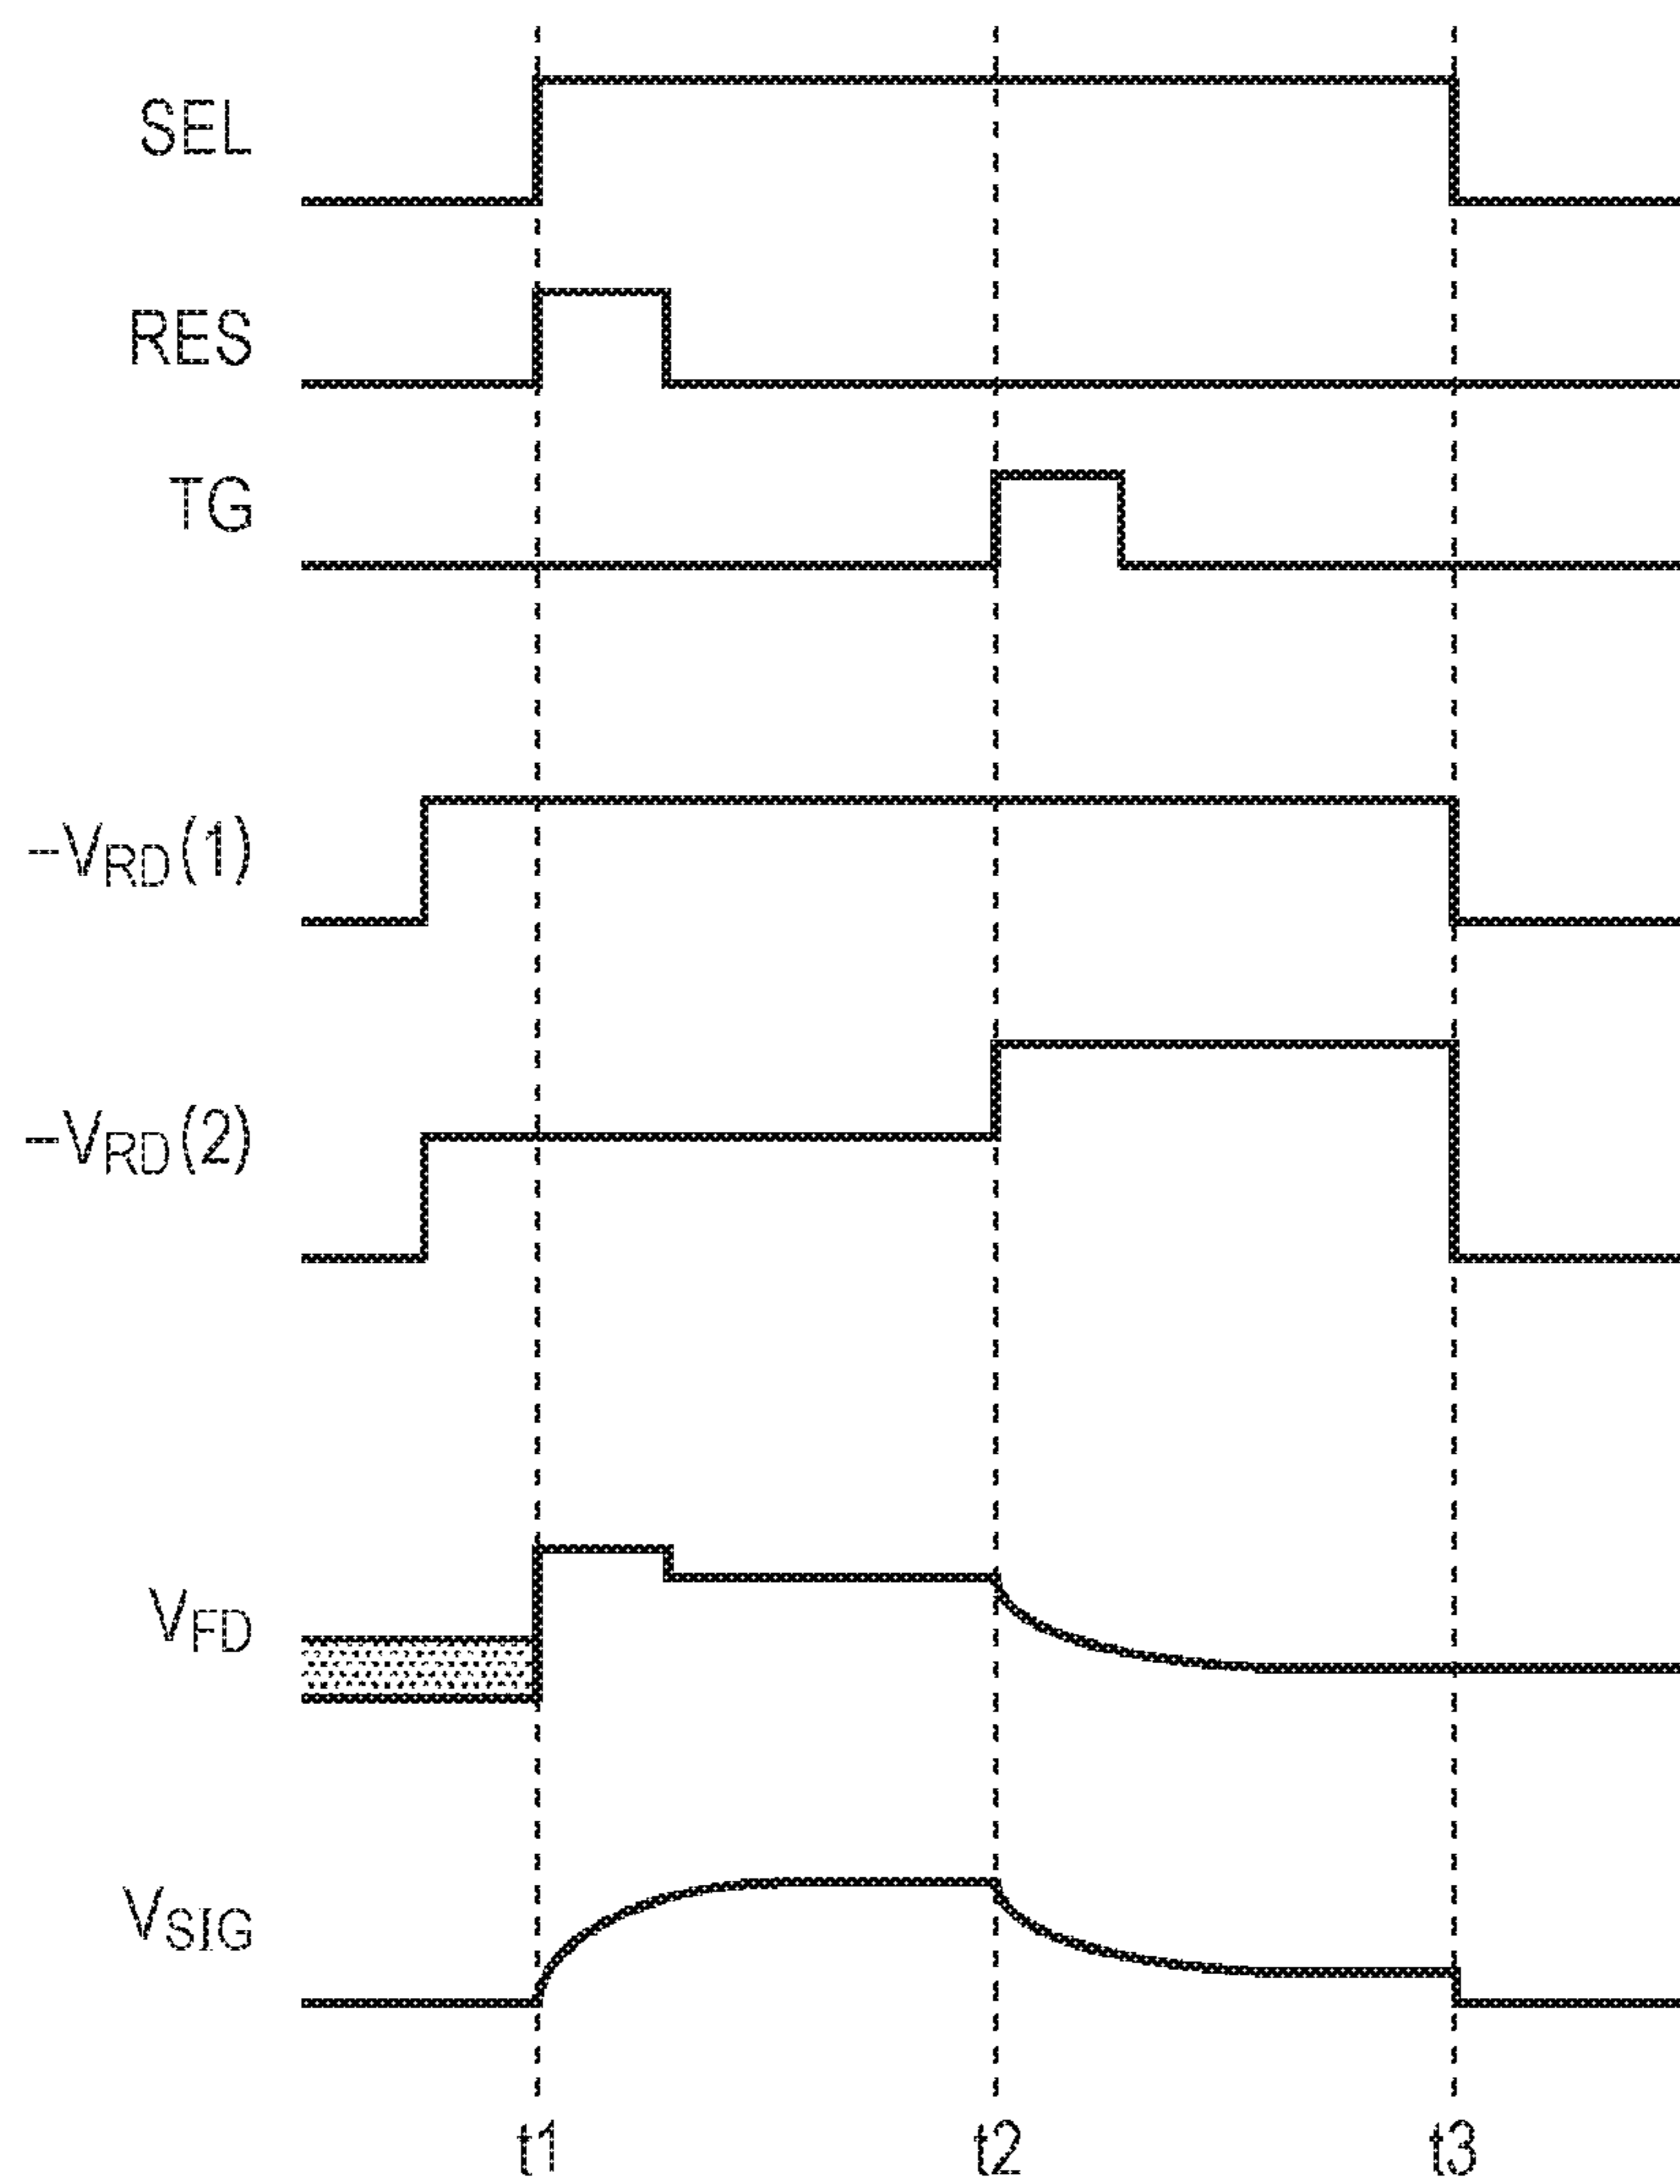 SEL
RES
TG
-VRD(1)
-VRD(2)
VFD
VSIG
t1 t2 t3